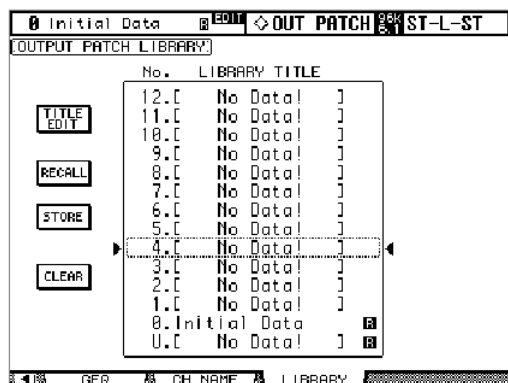 0 Initial Data R EDIT ◇OUT PATCH 96K 5.1 ST-L-ST
OUTPUT PATCH LIBRARY
No. LIBRARY TITLE
12.[ No Data! ]
TITLE EDIT
11.[ No Data! ]
10.[ No Data! ]
9.[ No Data! ]
RECALL
8.[ No Data! ]
7.[ No Data! ]
6.[ No Data! ]
STORE
5.[ No Data! ]
4.[ No Data! ]
3.[ No Data! ]
CLEAR
2.[ No Data! ]
1.[ No Data! ]
0.Initial Data R
U.[ No Data! ] R
GEQ CH NAME LIBRARY